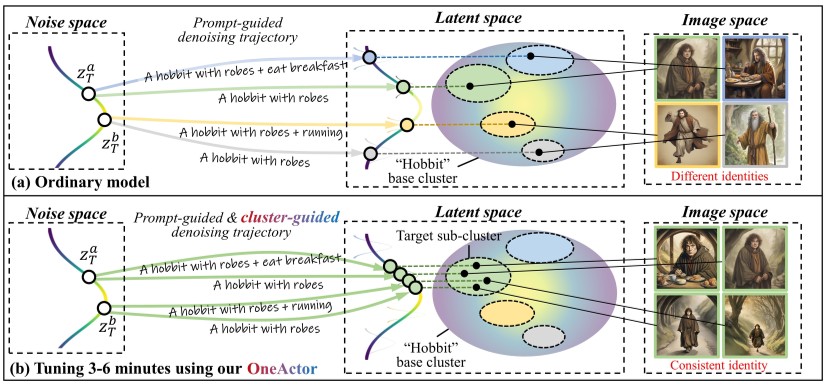 Noise space
Prompt-guided
denoising trajectory
Latent space
Image space
z_T^a
z_T^b
A hobbit with robes + eat breakfast
A hobbit with robes
A hobbit with robes + running
A hobbit with robes
"Hobbit"
base cluster
Different identities
(a) Ordinary model
Noise space
Prompt-guided & cluster-guided
denoising trajectory
Latent space
Image space
z_T^a
z_T^b
A hobbit with robes + eat breakfast
A hobbit with robes
A hobbit with robes + running
A hobbit with robes
Target sub-cluster
"Hobbit"
base cluster
Consistent identity
(b) Tuning 3-6 minutes using our OneActor